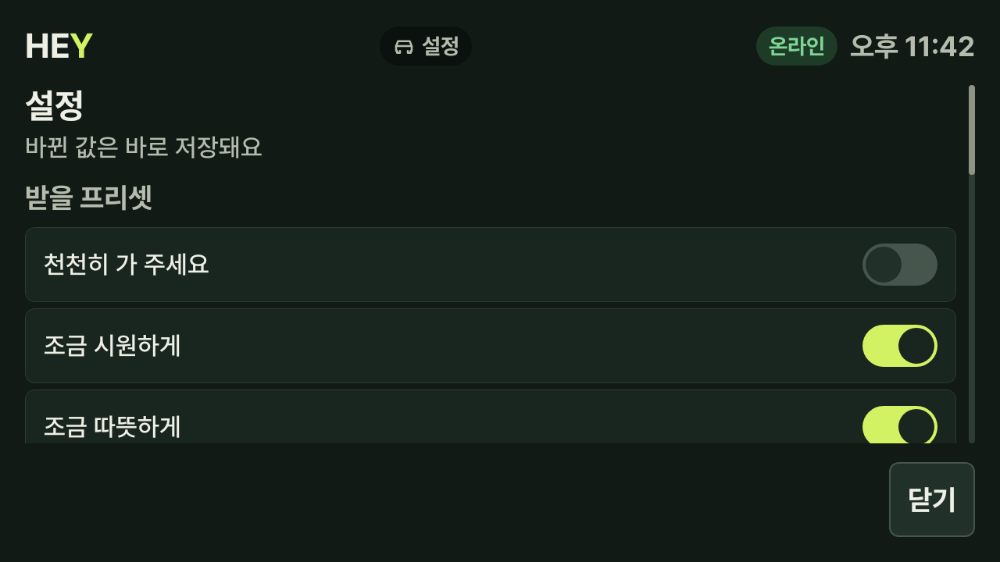 HEY
설정
온라인
오후 11:42
설정
바뀐 값은 바로 저장돼요
받을 프리셋
천천히 가 주세요
조금 시원하게
조금 따뜻하게
닫기